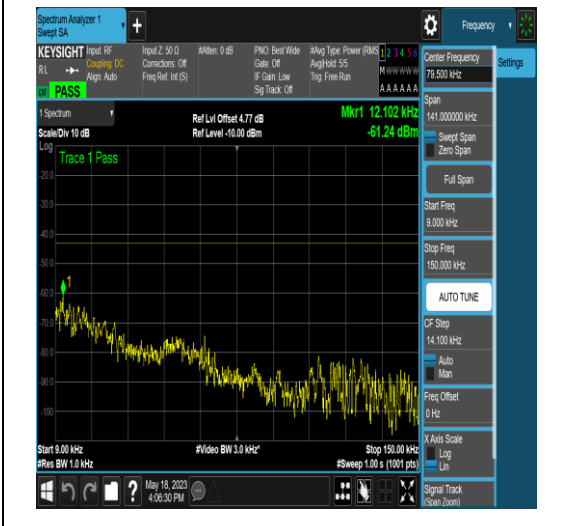 Spectrum Analyzer 1
Swept SA
+
Frequency
KEYSIGHT
RL
PASS
Input: RF
Coupling: DC
Align: Auto
Input Z: 50 Ω
Corrections: Off
Freq Ref: Int (S)
#Atten: 0 dB
PNO: Best Wide
Gate: Off
IF Gain: Low
Sig Track: Off
#Avg Type: Power (RMS
Avg|Hold: 5/5
Trig: Free Run
1 2 3 4 5 6
M w w w w w
A A A A A A
1 Spectrum
Scale/Div 10 dB
Log
Ref Lvl Offset 4.77 dB
Ref Level -10.00 dBm
Mkr1 12.102 kHz
-61.24 dBm
Trace 1 Pass
1
-20.0
-30.0
-40.0
-50.0
-60.0
-70.0
-80.0
-90.0
-100
Start 9.00 kHz
#Res BW 1.0 kHz
#Video BW 3.0 kHz*
Stop 150.00 kHz
#Sweep 1.00 s (1001 pts)
?
May 18, 2023
4:06:30 PM
Center Frequency
79.500 kHz
Settings
Span
141.000000 kHz
Swept Span
Zero Span
Full Span
Start Freq
9.000 kHz
Stop Freq
150.000 kHz
AUTO TUNE
CF Step
14.100 kHz
Auto
Man
Freq Offset
0 Hz
X Axis Scale
Log
Lin
Signal Track
(Span Zoom)